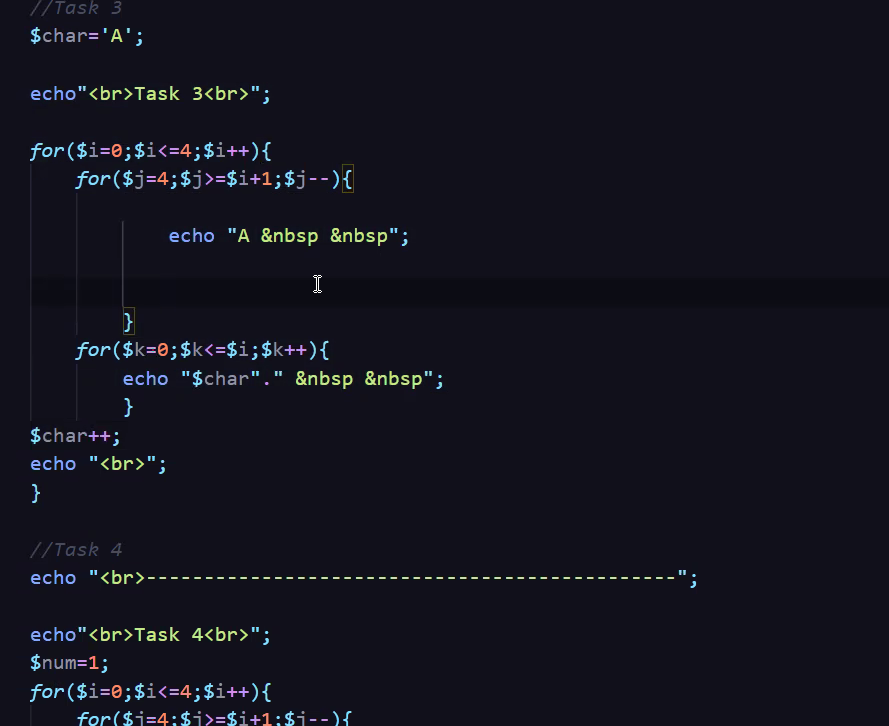 //Task 3
$char='A';
echo"<br>Task 3<br>";
for($i=0;$i<=4;$i++){
for($j=4;$j>=$i+1;$j--){
echo "A &nbsp &nbsp";
}
for($k=0;$k<=$i;$k++){
echo "$char"." &nbsp &nbsp";
}
$char++;
echo "<br>";
}
//Task 4
echo "<br>----------------------------------------------";
echo"<br>Task 4<br>";
$num=1;
for($i=0;$i<=4;$i++){
for($j=4;$j>=$i+1;$j--){